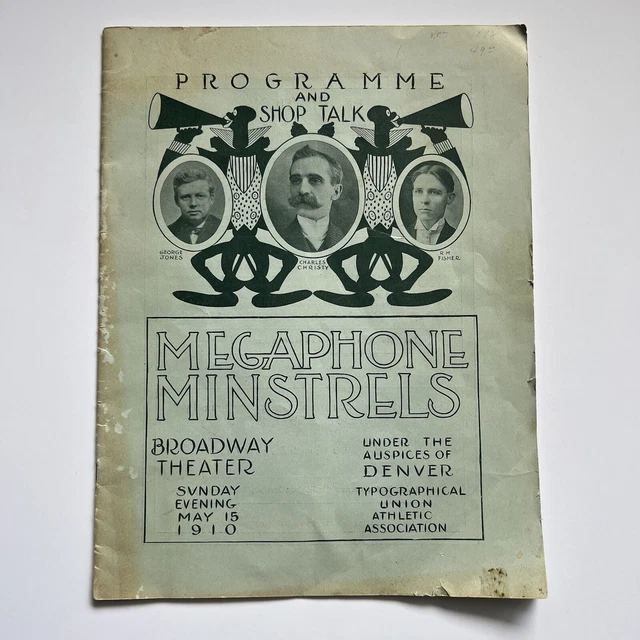 PROGRAMME
AND
SHOP TALK
GEORGE
JONES
CHARLES
CHRISTY
R.H.
FISHER
MEGAPHONE
MINSTRELS
BROADWAY
THEATER
SVNDAY
EVENING
MAY 15
1910
UNDER THE
AUSPICES OF
DENVER
TYPOGRAPHICAL
UNION
ATHLETIC
ASSOCIATION